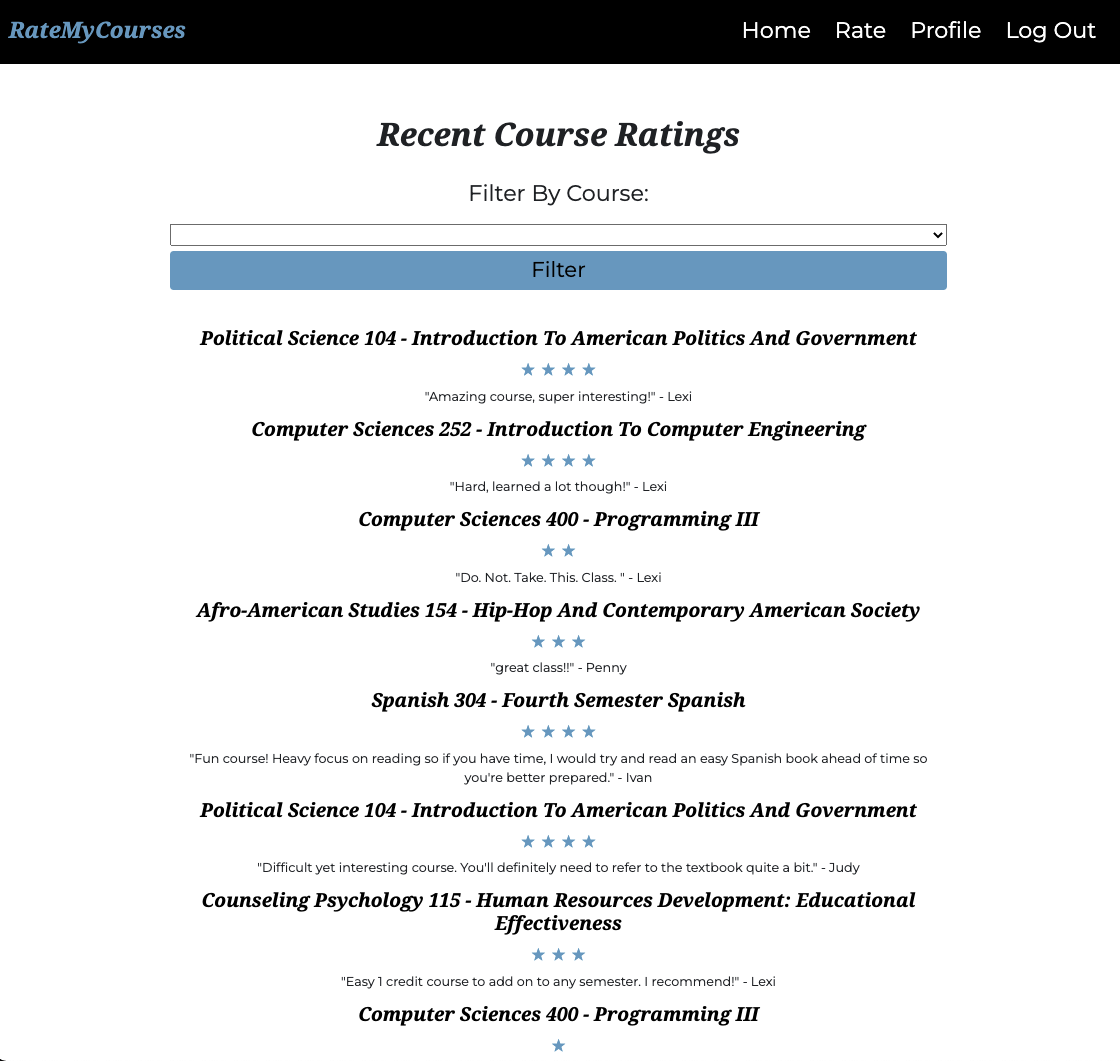 RateMyCourses
Home Rate Profile Log Out
Recent Course Ratings
Filter By Course:
Filter
Political Science 104 - Introduction To American Politics And Government
★ ★ ★ ★
"Amazing course, super interesting!" - Lexi
Computer Sciences 252 - Introduction To Computer Engineering
★ ★ ★ ★
"Hard, learned a lot though!" - Lexi
Computer Sciences 400 - Programming III
★ ★
"Do. Not. Take. This. Class. " - Lexi
Afro-American Studies 154 - Hip-Hop And Contemporary American Society
★ ★ ★
"great class!!" - Penny
Spanish 304 - Fourth Semester Spanish
★ ★ ★ ★
"Fun course! Heavy focus on reading so if you have time, I would try and read an easy Spanish book ahead of time so
you're better prepared." - Ivan
Political Science 104 - Introduction To American Politics And Government
★ ★ ★ ★
"Difficult yet interesting course. You'll definitely need to refer to the textbook quite a bit." - Judy
Counseling Psychology 115 - Human Resources Development: Educational
Effectiveness
★ ★ ★
"Easy 1 credit course to add on to any semester. I recommend!" - Lexi
Computer Sciences 400 - Programming III
★